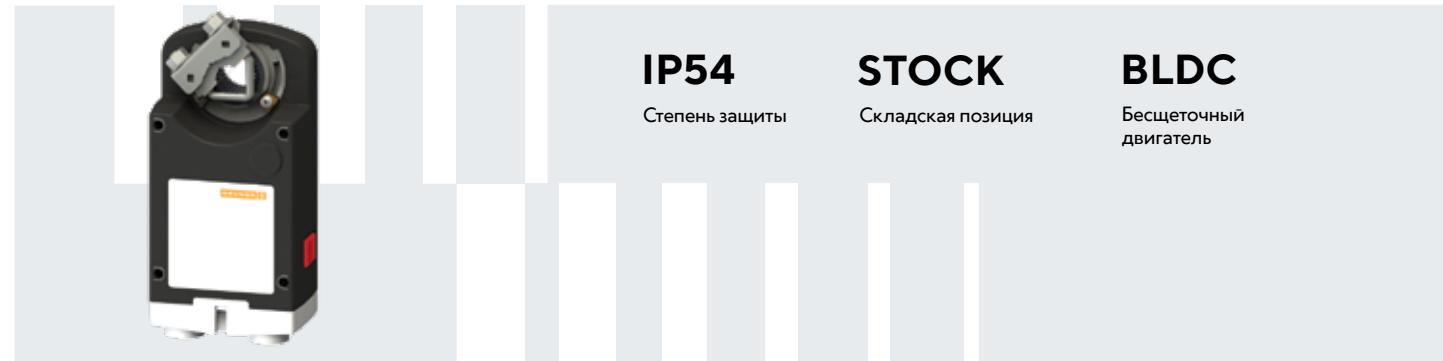 IP54
Степень защиты
STOCK
Складская позиция
BLDC
Бесщеточный
двигатель